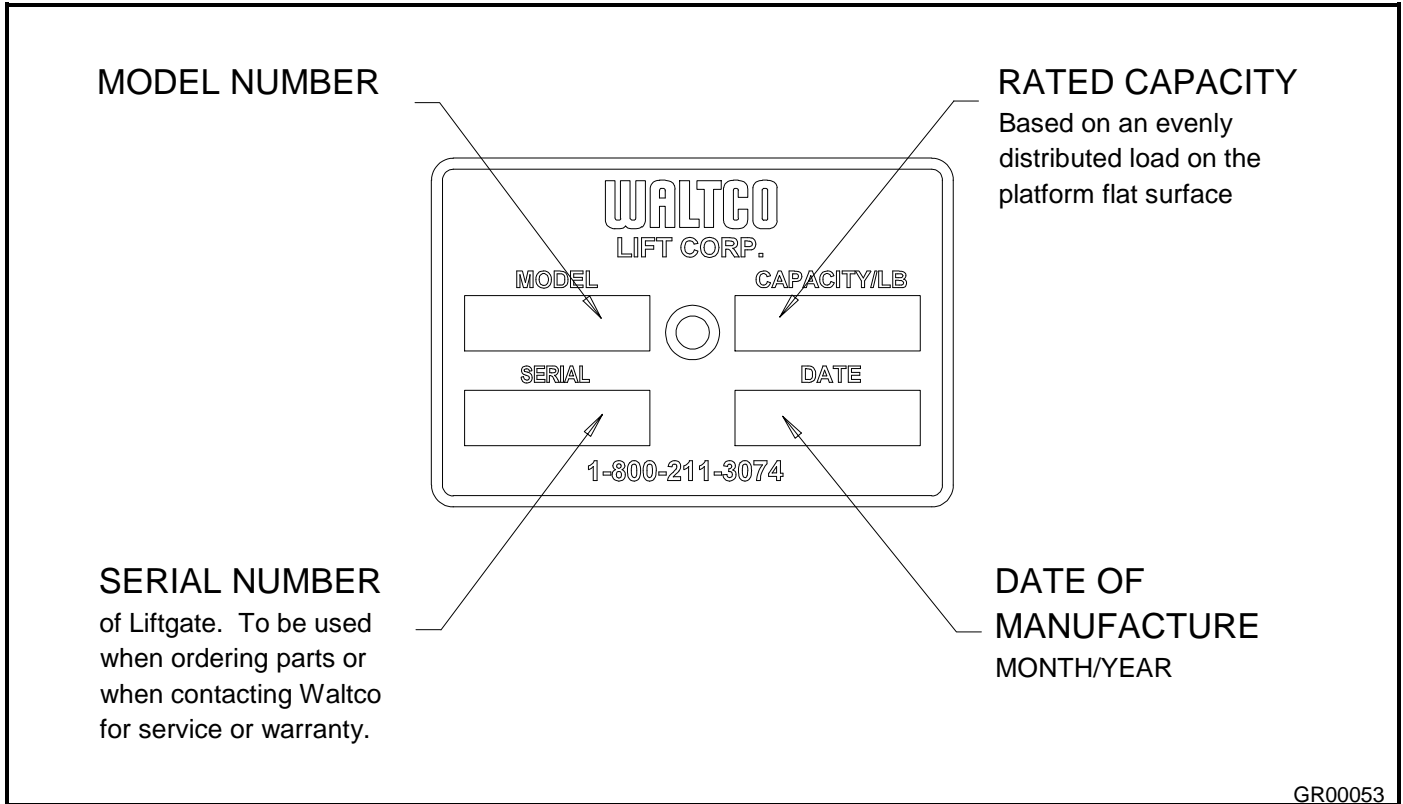 MODEL NUMBER
RATED CAPACITY
Based on an evenly
distributed load on the
platform flat surface
WALTCO
LIFT CORP.
MODEL
CAPACITY/LB
SERIAL
DATE
1-800-211-3074
SERIAL NUMBER
of Liftgate. To be used
when ordering parts or
when contacting Waltco
for service or warranty.
DATE OF
MANUFACTURE
MONTH/YEAR
GR00053